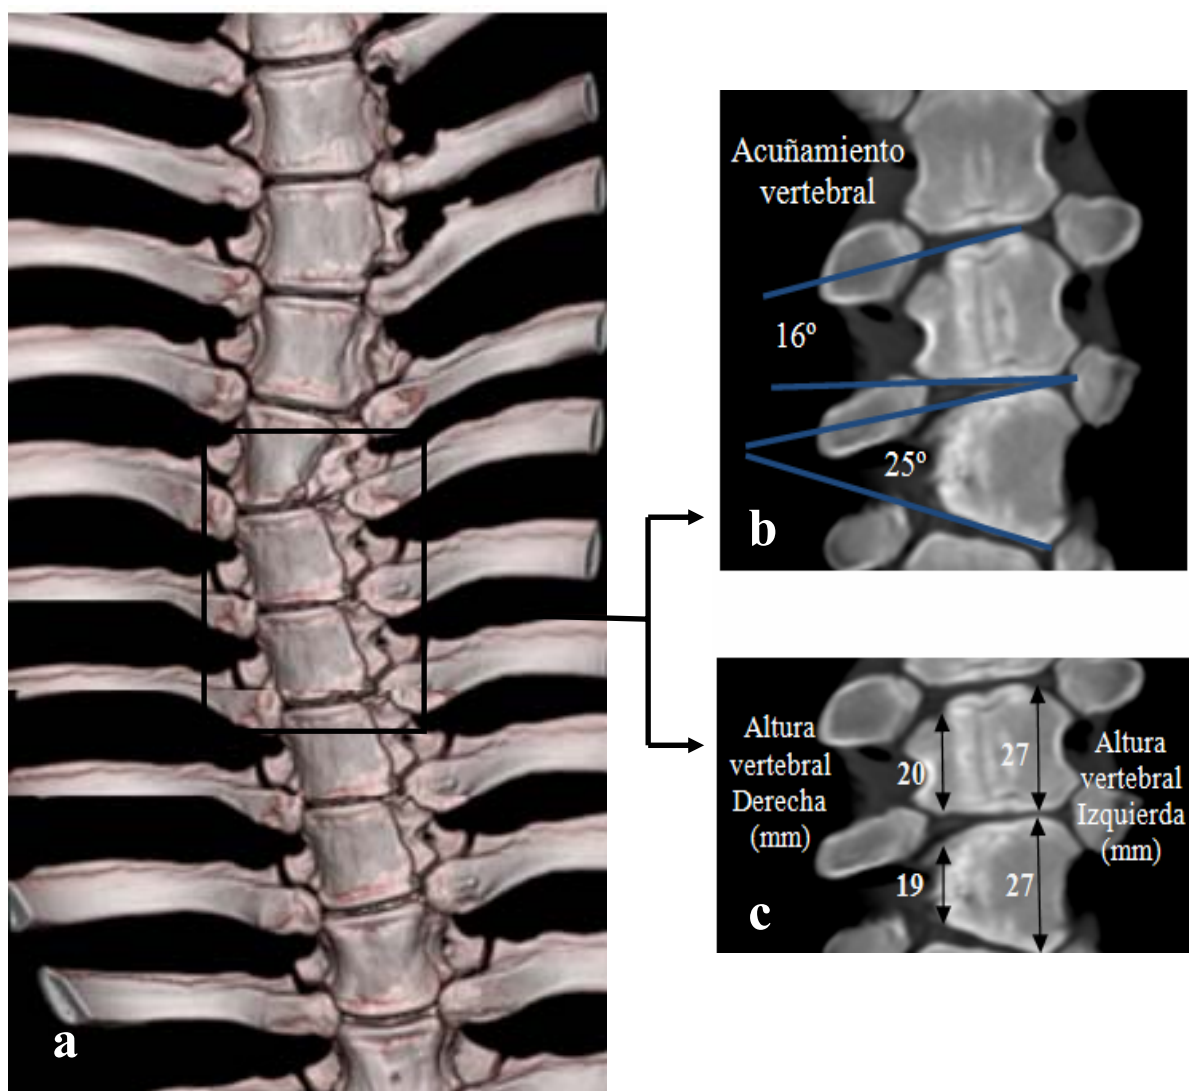 a
Acuñamiento
vertebral
16º
25º
b
Altura
vertebral
Derecha
(mm)
20
27
Altura
vertebral
Izquierda
(mm)
19
27
c